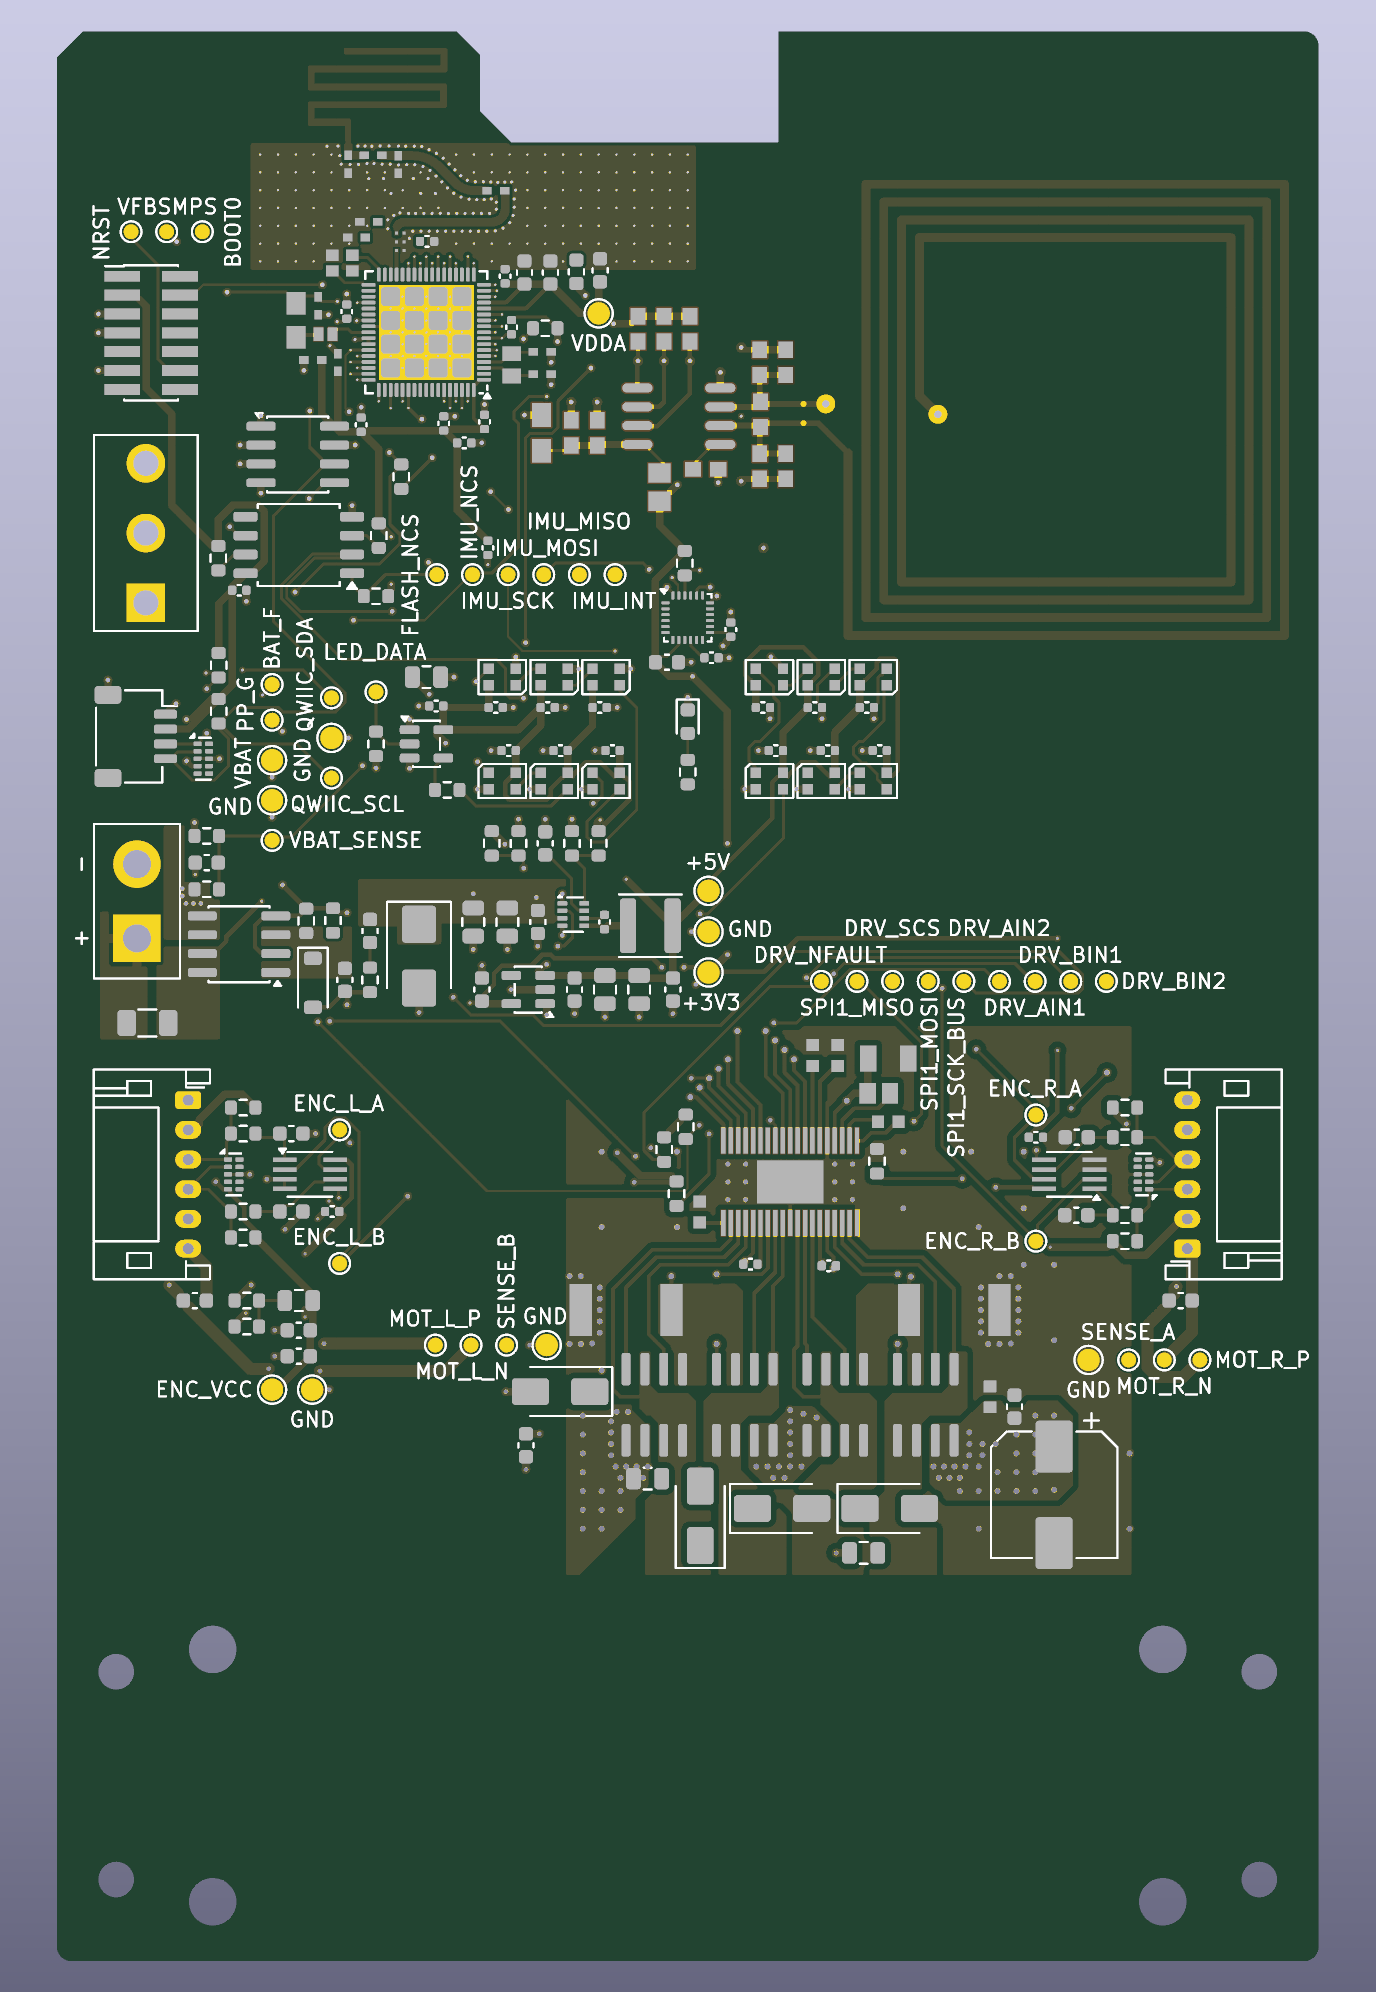 VFBSMPS
NRST
BOOT0
VDDA
IMU_NCS
IMU_MISO
IMU_MOSI
FLASH_NCS
IMU_SCK
IMU_INT
BAT_F
QWIIC_SDA
LED_DATA
PP_G
VBAT
GND
GND
QWIIC_SCL
VBAT_SENSE
-
+
+5V
GND
DRV_SCS
DRV_AIN2
DRV_NFAULT
DRV_BIN1
DRV_BIN2
+3V3
SPI1_MISO
SPI1_MOSI
SPI1_SCK_BUS
DRV_AIN1
ENC_R_A
ENC_L_A
ENC_L_B
ENC_R_B
SENSE_B
MOT_L_P
GND
MOT_L_N
SENSE_A
MOT_R_P
GND
MOT_R_N
ENC_VCC
GND
+